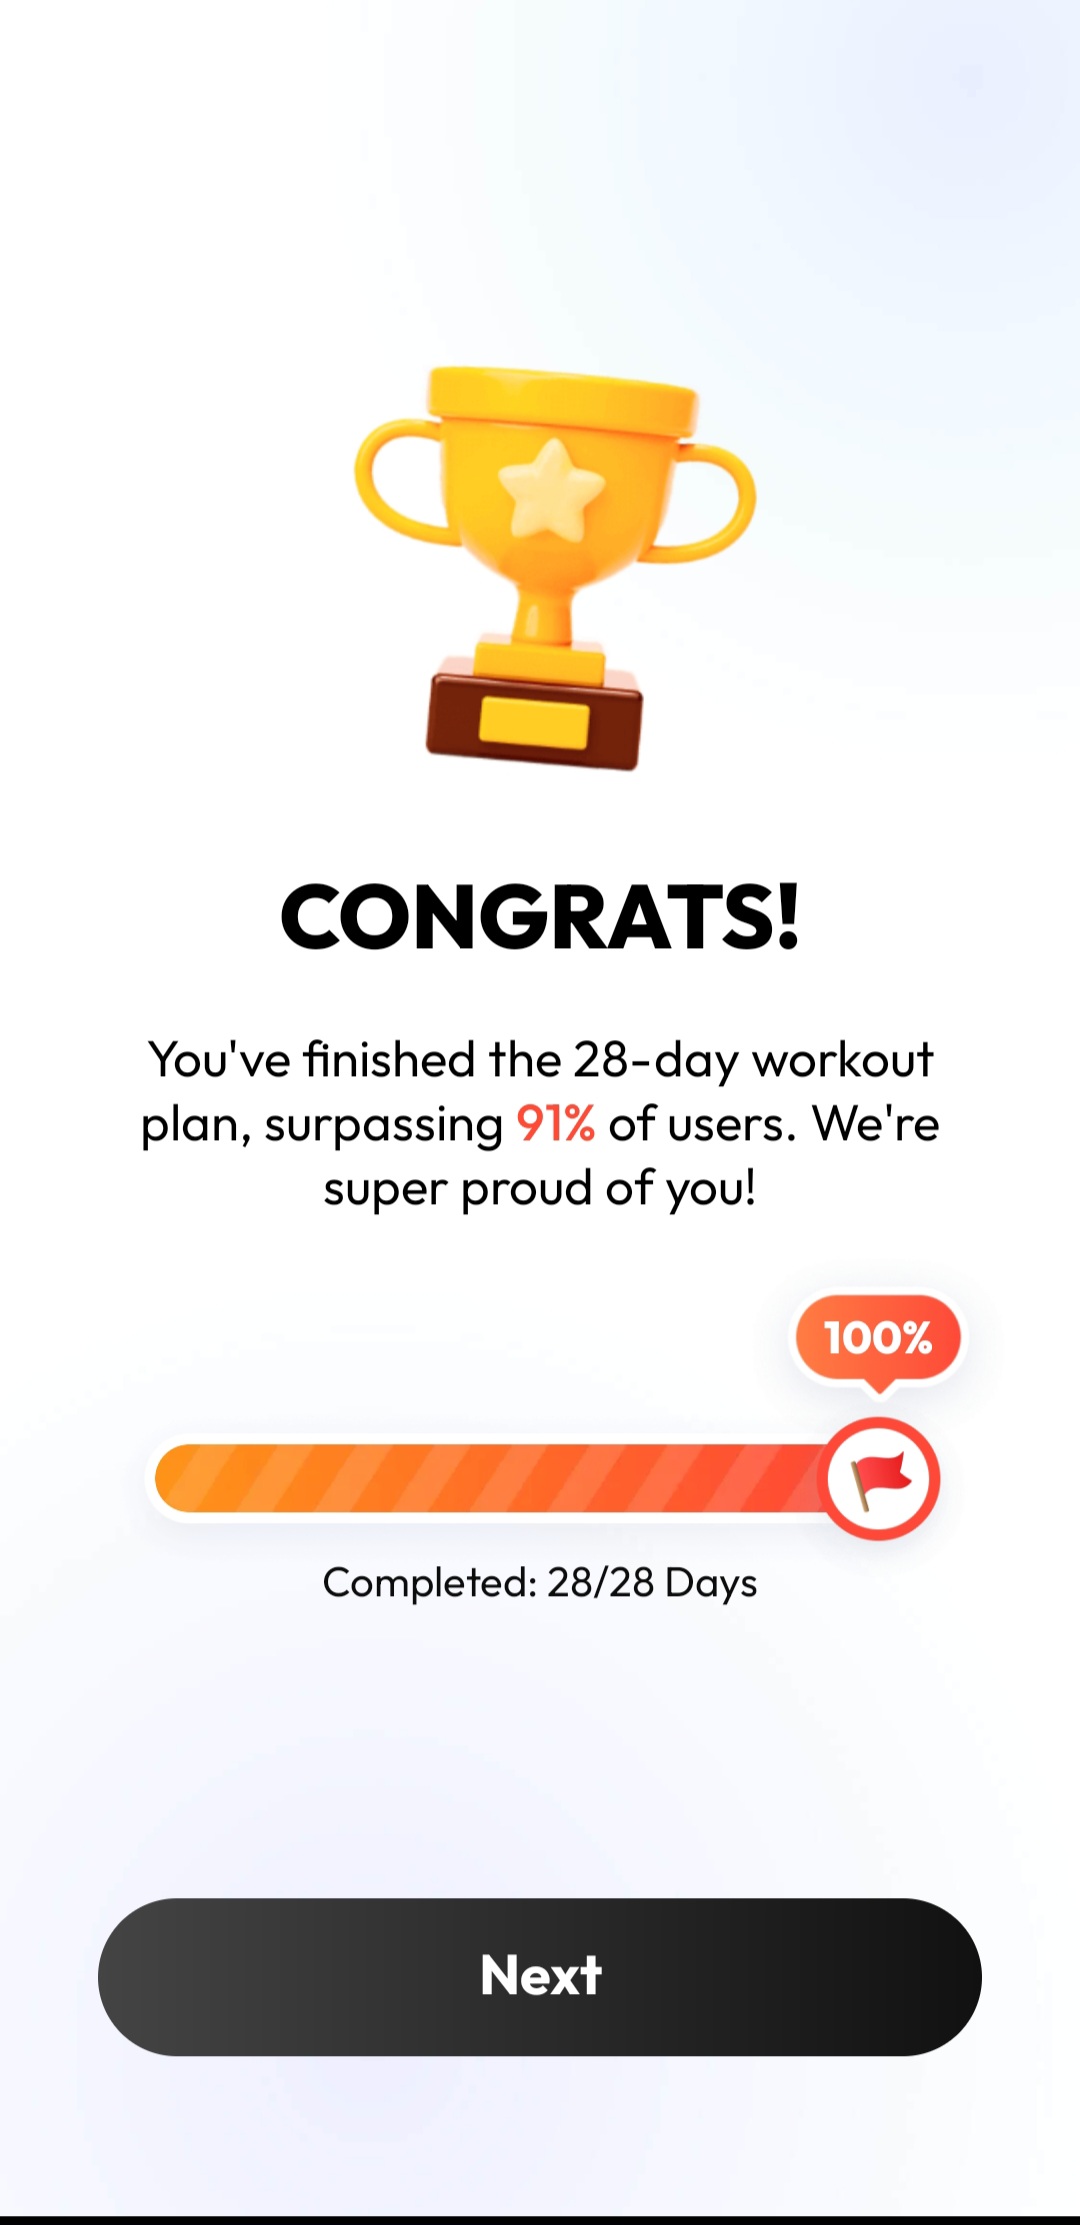 CONGRATS!
You've finished the 28-day workout
plan, surpassing 91% of users. We're
super proud of you!
100%
Completed: 28/28 Days
Next